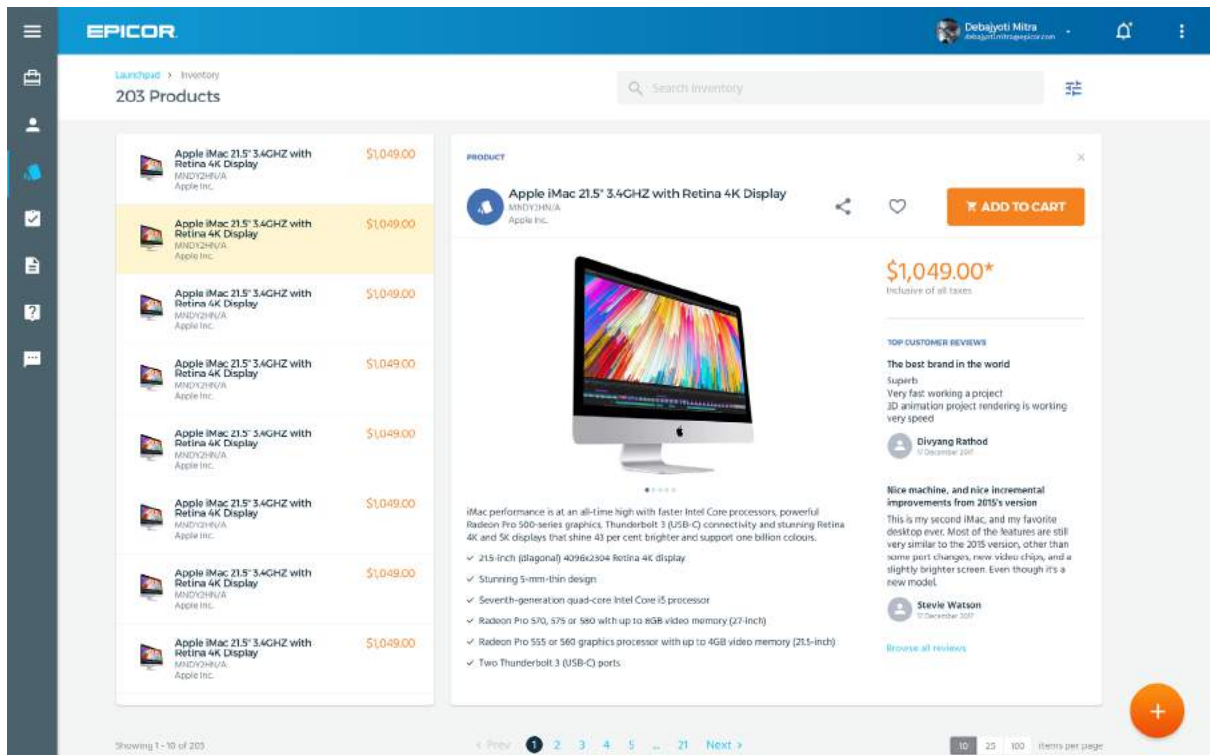 EPICOR
Debajyoti Mitra
debajyoti.mitra@epicor.com
Launchpad > Inventory
203 Products
Search Inventory
Apple iMac 21.5" 3.4GHZ with
Retina 4K Display
MNDY2HN/A
Apple Inc.
$1,049.00
Apple iMac 21.5" 3.4GHZ with
Retina 4K Display
MNDY2HN/A
Apple Inc.
$1,049.00
Apple iMac 21.5" 3.4GHZ with
Retina 4K Display
MNDY2HN/A
Apple Inc.
$1,049.00
Apple iMac 21.5" 3.4GHZ with
Retina 4K Display
MNDY2HN/A
Apple Inc.
$1,049.00
Apple iMac 21.5" 3.4GHZ with
Retina 4K Display
MNDY2HN/A
Apple Inc.
$1,049.00
Apple iMac 21.5" 3.4GHZ with
Retina 4K Display
MNDY2HN/A
Apple Inc.
$1,049.00
Apple iMac 21.5" 3.4GHZ with
Retina 4K Display
MNDY2HN/A
Apple Inc.
$1,049.00
Apple iMac 21.5" 3.4GHZ with
Retina 4K Display
MNDY2HN/A
Apple Inc.
$1,049.00
PRODUCT
Apple iMac 21.5" 3.4GHZ with Retina 4K Display
MNDY2HN/A
Apple Inc.
ADD TO CART
iMac performance is at an all-time high with faster Intel Core processors, powerful
Radeon Pro 500-series graphics, Thunderbolt 3 (USB-C) connectivity and stunning Retina
4K and 5K displays that shine 43 per cent brighter and support one billion colours.
✓ 21.5-inch (diagonal) 4096x2304 Retina 4K display
✓ Stunning 5-mm-thin design
✓ Seventh-generation quad-core Intel Core i5 processor
✓ Radeon Pro 570, 575 or 580 with up to 8GB video memory (27-inch)
✓ Radeon Pro 555 or 560 graphics processor with up to 4GB video memory (21.5-inch)
✓ Two Thunderbolt 3 (USB-C) ports
$1,049.00*
Inclusive of all taxes
TOP CUSTOMER REVIEWS
The best brand in the world
Superb
Very fast working a project
3D animation project rendering is working
very speed
Divyang Rathod
17 December 2017
Nice machine, and nice incremental
improvements from 2015's version
This is my second iMac, and my favorite
desktop ever. Most of the features are still
very similar to the 2015 version, other than
some port changes, new video chips, and a
slightly brighter screen. Even though it's a
new model.
Stevie Watson
17 December 2017
Browse all reviews
+
Showing 1 - 10 of 203
< Prev 1 2 3 4 5 ... 21 Next >
10 25 100 items per page